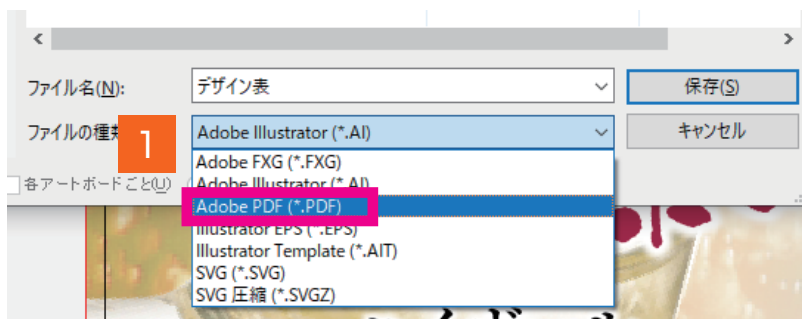 ファイル名(N):
デザイン表
保存(S)
ファイルの種
1
Adobe Illustrator (*.AI)
キャンセル
Adobe FXG (*.FXG)
各アートボードごと(U)
Adobe Illustrator (*.AI)
Adobe PDF (*.PDF)
Illustrator EPS (*.EPS)
Illustrator Template (*.AIT)
SVG (*.SVG)
SVG 圧縮 (*.SVGZ)